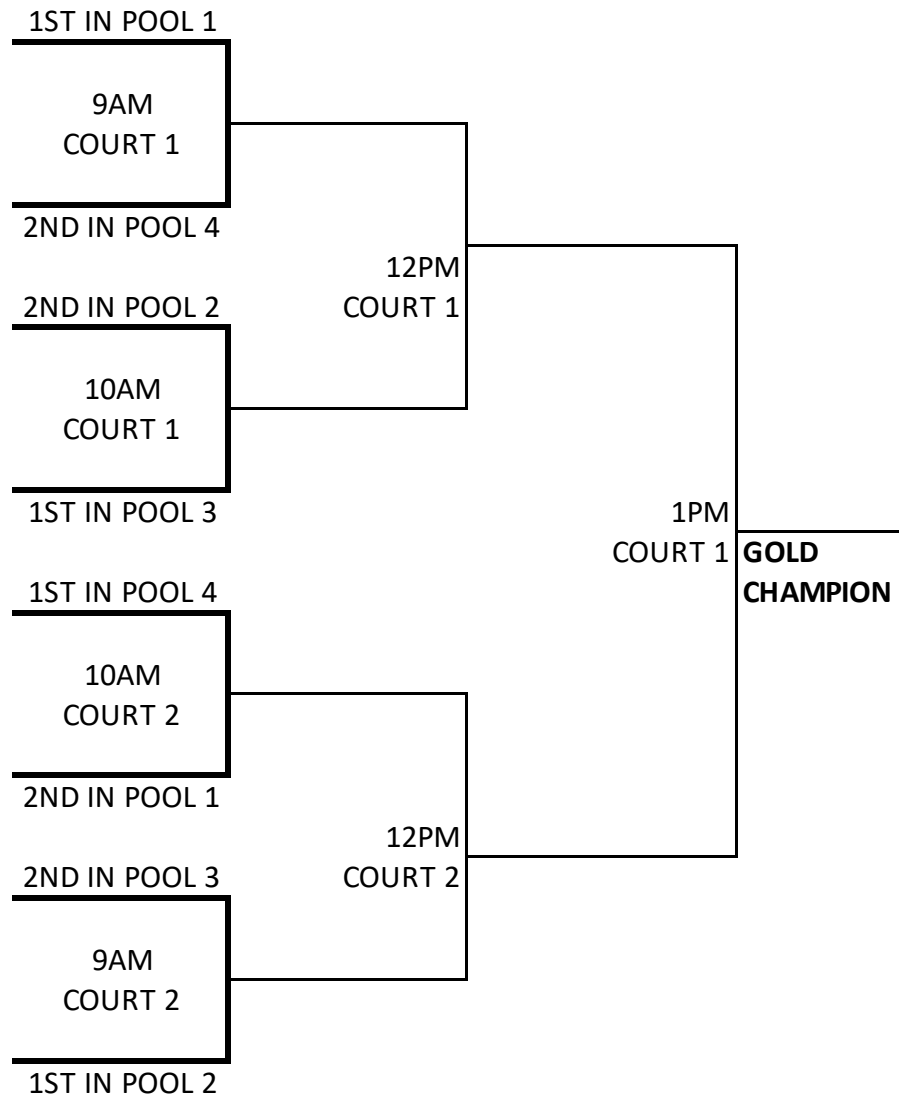 1ST IN POOL 1
9AM
COURT 1
2ND IN POOL 4
12PM
COURT 1
2ND IN POOL 2
10AM
COURT 1
1ST IN POOL 3
1PM
COURT 1
GOLD
CHAMPION
1ST IN POOL 4
10AM
COURT 2
2ND IN POOL 1
12PM
COURT 2
2ND IN POOL 3
9AM
COURT 2
1ST IN POOL 2